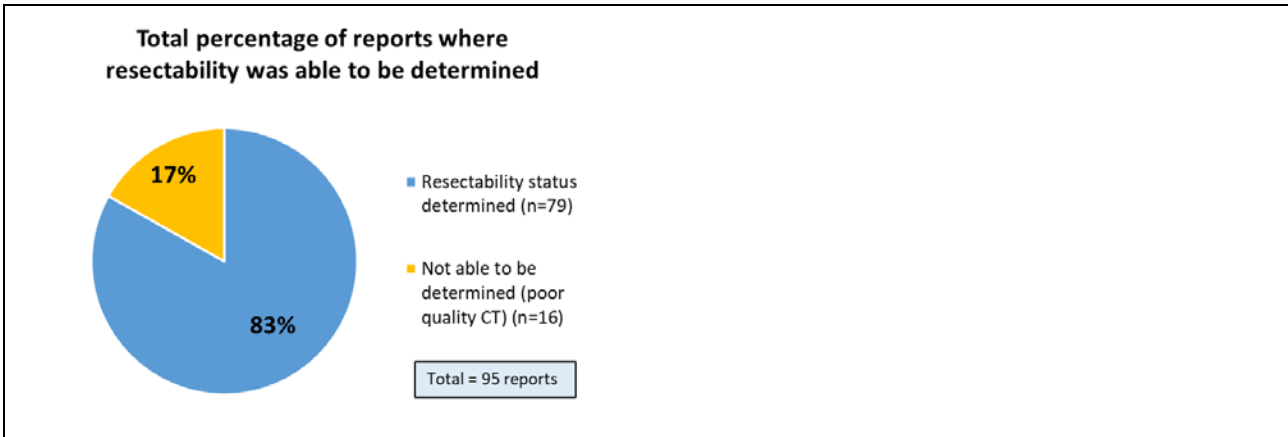 Total percentage of reports where
resectability was able to be determined
17%
83%
Resectability status
determined (n=79)
Not able to be
determined (poor
quality CT) (n=16)
Total = 95 reports